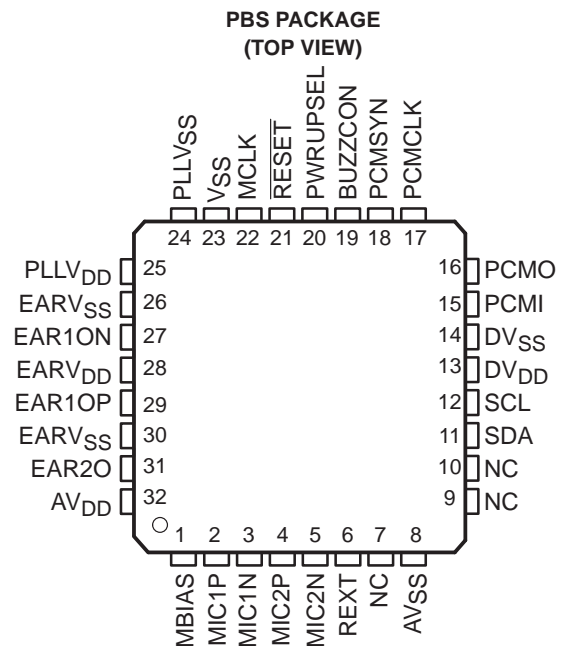 PBS PACKAGE
(TOP VIEW)
PLLVSS
VSS
MCLK
RESET
PWRUPSEL
BUZZCON
PCMSYN
PCMCLK
24 23 22 21 20 19 18 17
PLLVDD 25
EARVSS 26
EAR1ON 27
EARVDD 28
EAR1OP 29
EARVSS 30
EAR2O 31
AVDD 32
16 PCMO
15 PCMI
14 DVSS
13 DVDD
12 SCL
11 SDA
10 NC
9 NC
1 2 3 4 5 6 7 8
MBIAS
MIC1P
MIC1N
MIC2P
MIC2N
REXT
NC
AVSS